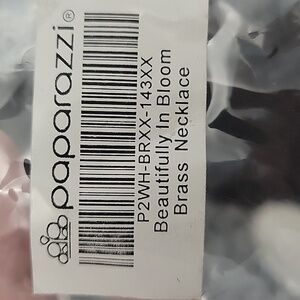 paparazzi®
P2WH-BRXX-143XX
Beautifully In Bloom
Brass Necklace